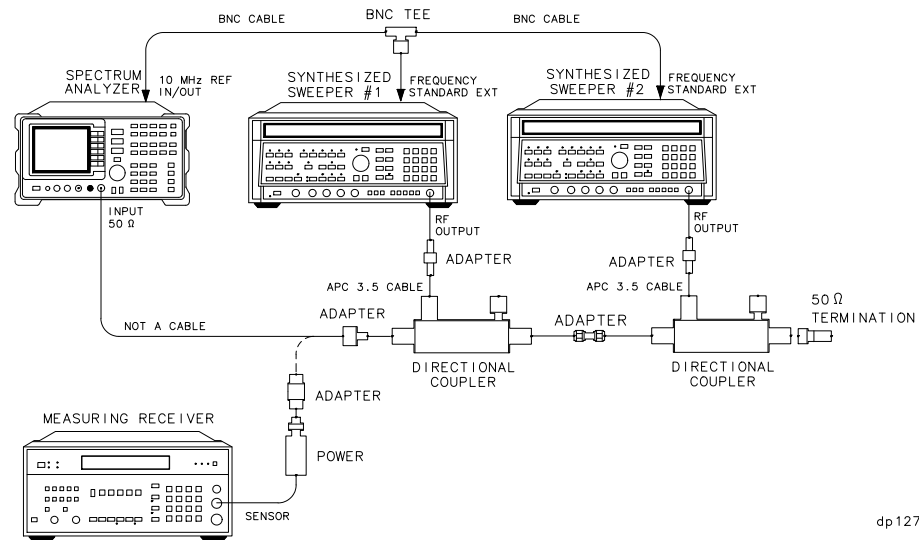 BNC TEE
BNC CABLE
BNC CABLE
SPECTRUM
ANALYZER
10 MHz REF
IN/OUT
SYNTHESIZED
SWEEPER #1
FREQUENCY
STANDARD EXT
SYNTHESIZED
SWEEPER #2
FREQUENCY
STANDARD EXT
INPUT
50 Ω
RF
OUTPUT
RF
OUTPUT
ADAPTER
ADAPTER
APC 3.5 CABLE
APC 3.5 CABLE
50 Ω
TERMINATION
ADAPTER
ADAPTER
NOT A CABLE
DIRECTIONAL
COUPLER
DIRECTIONAL
COUPLER
ADAPTER
MEASURING RECEIVER
POWER
SENSOR
dp127